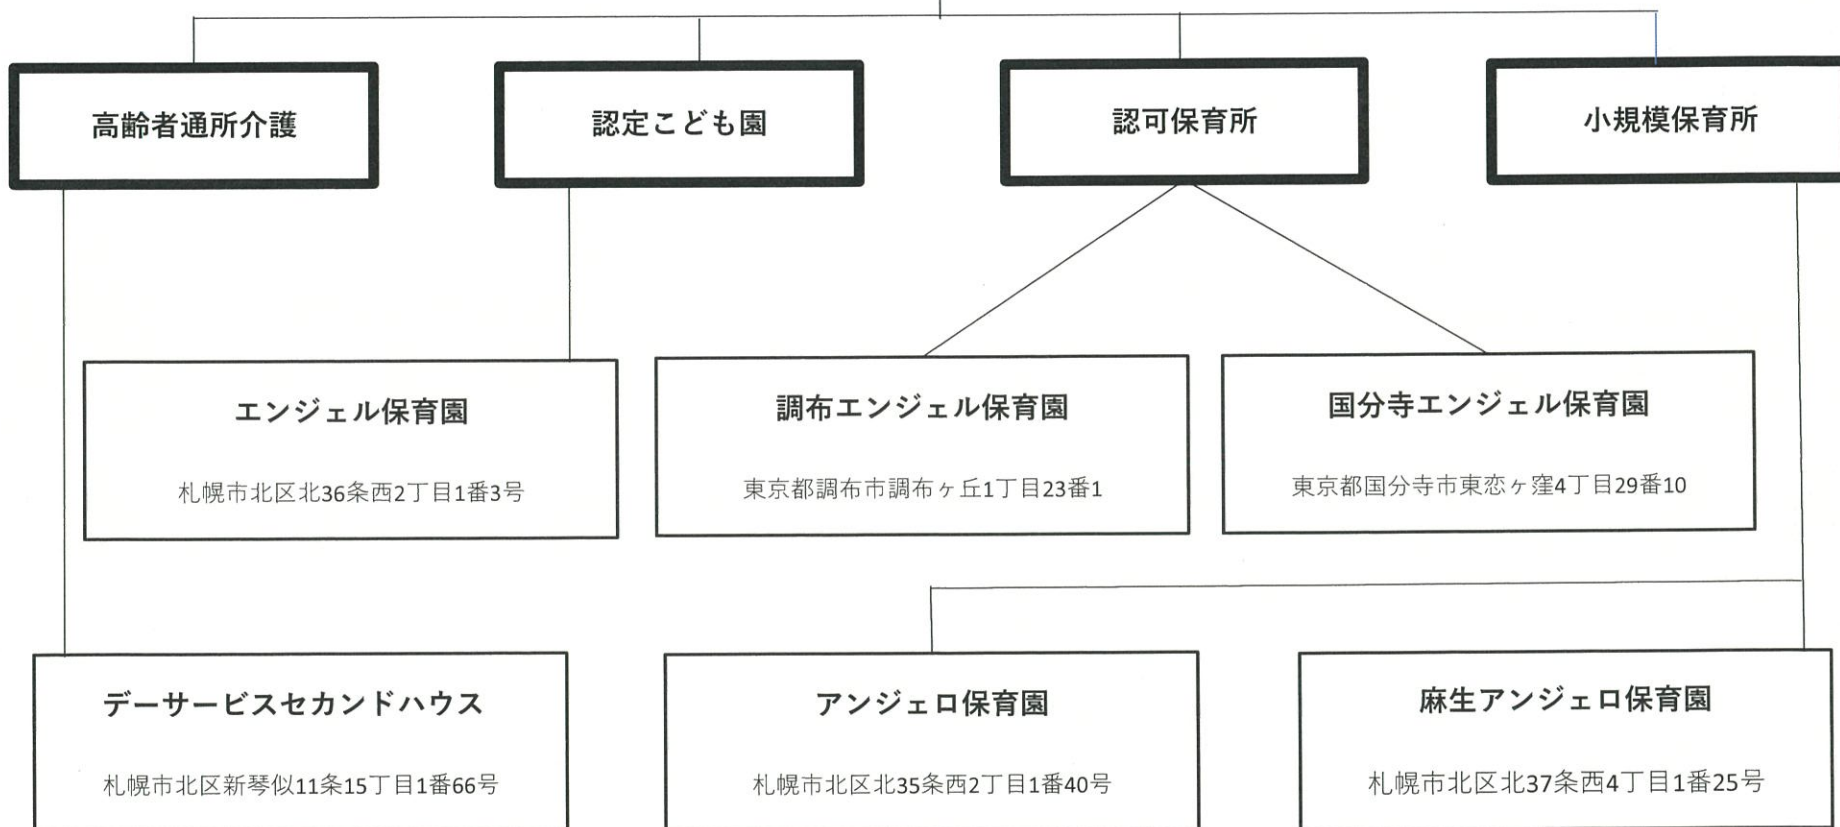 高齢者通所介護
認定こども園
認可保育所
小規模保育所
エンジェル保育園
札幌市北区北36条西2丁目1番3号
調布エンジェル保育園
東京都調布市調布ヶ丘1丁目23番1
国分寺エンジェル保育園
東京都国分寺市東恋ヶ窪4丁目29番10
デーサービスセカンドハウス
札幌市北区新琴似11条15丁目1番66号
アンジェロ保育園
札幌市北区北35条西2丁目1番40号
麻生アンジェロ保育園
札幌市北区北37条西4丁目1番25号